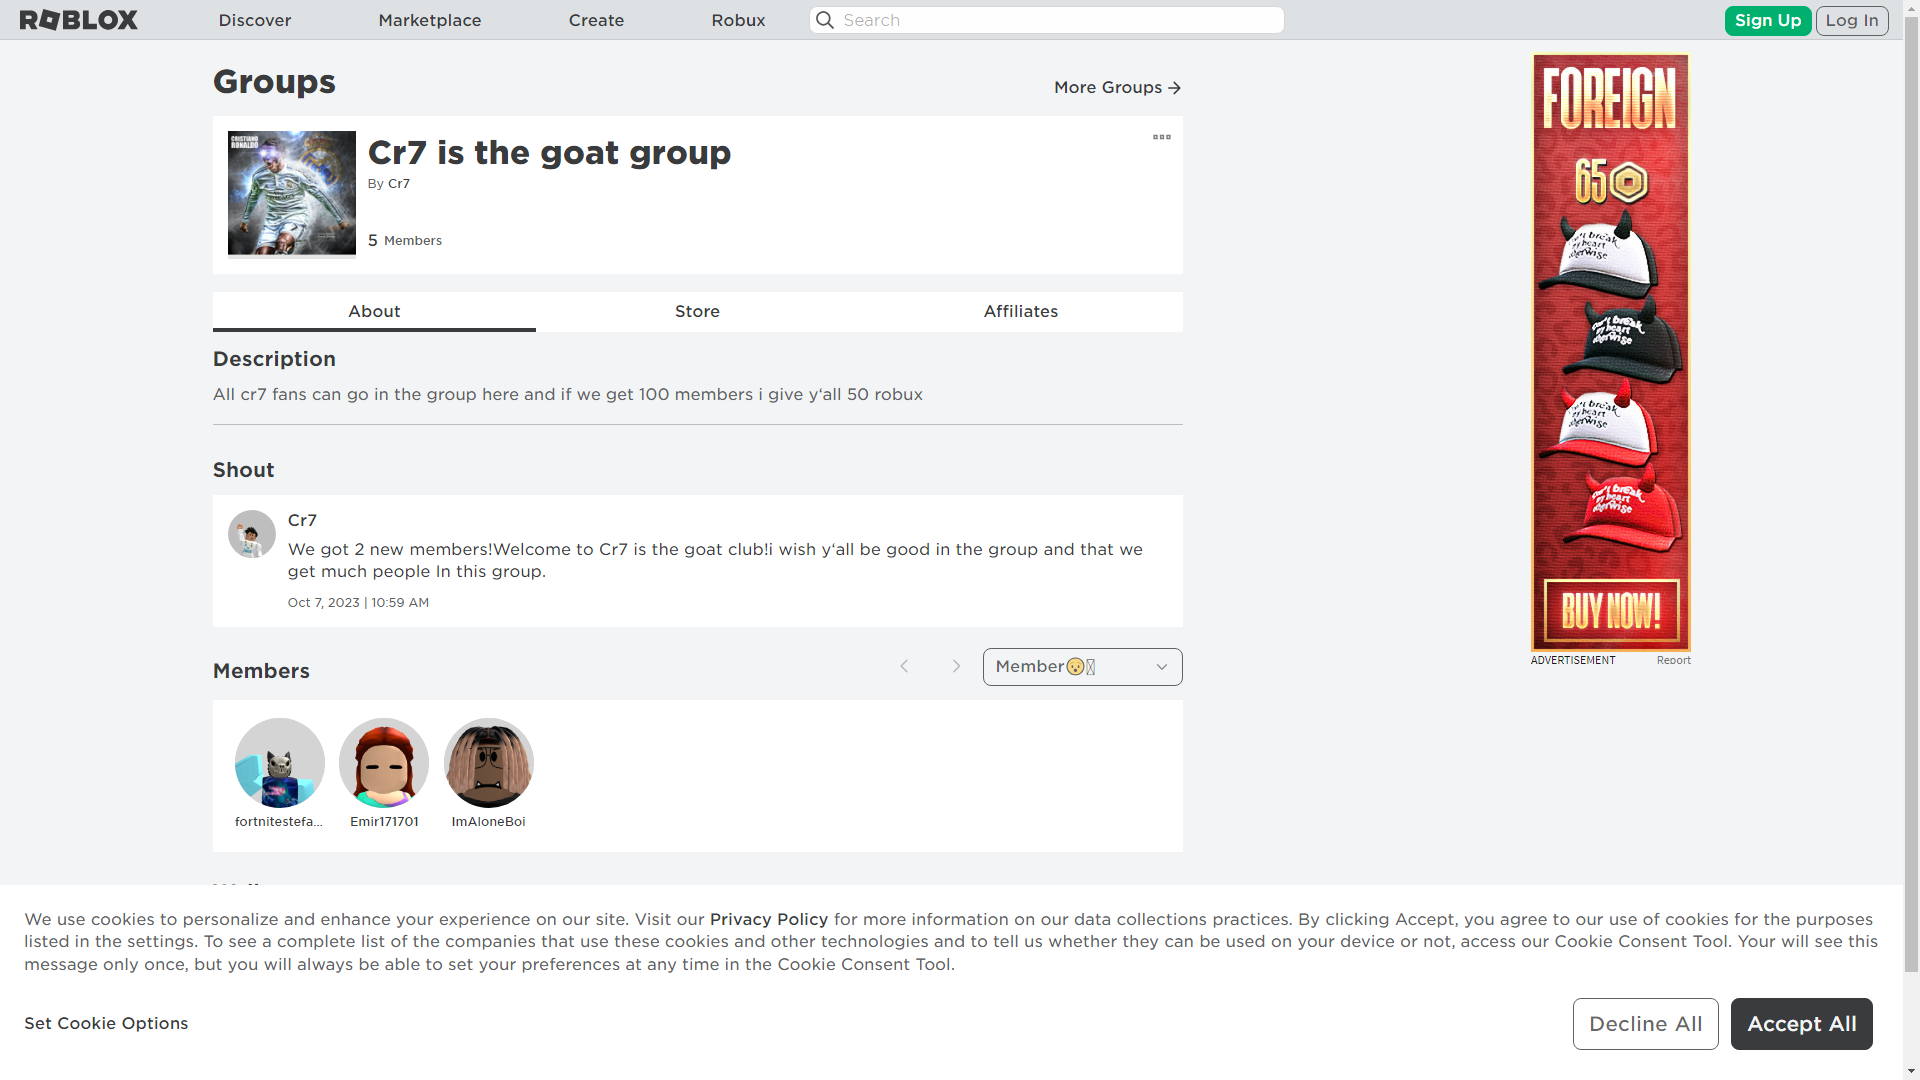 ROBLOX
Discover
Marketplace
Create
Robux
Search
Sign Up
Log In
Groups
More Groups
CRISTIANO
RONALDO
Cr7 is the goat group
By Cr7
5 Members
About
Store
Affiliates
Description
All cr7 fans can go in the group here and if we get 100 members i give y‘all 50 robux
Shout
Cr7
We got 2 new members!Welcome to Cr7 is the goat club!i wish y‘all be good in the group and that we
get much people In this group.
Oct 7, 2023 | 10:59 AM
Members
Member😯
fortnitestefa...
Emir171701
ImAloneBoi
FOREIGN
65
BUY NOW!
ADVERTISEMENT
Report
We use cookies to personalize and enhance your experience on our site. Visit our Privacy Policy for more information on our data collections practices. By clicking Accept, you agree to our use of cookies for the purposes
listed in the settings. To see a complete list of the companies that use these cookies and other technologies and to tell us whether they can be used on your device or not, access our Cookie Consent Tool. Your will see this
message only once, but you will always be able to set your preferences at any time in the Cookie Consent Tool.
Set Cookie Options
Decline All
Accept All